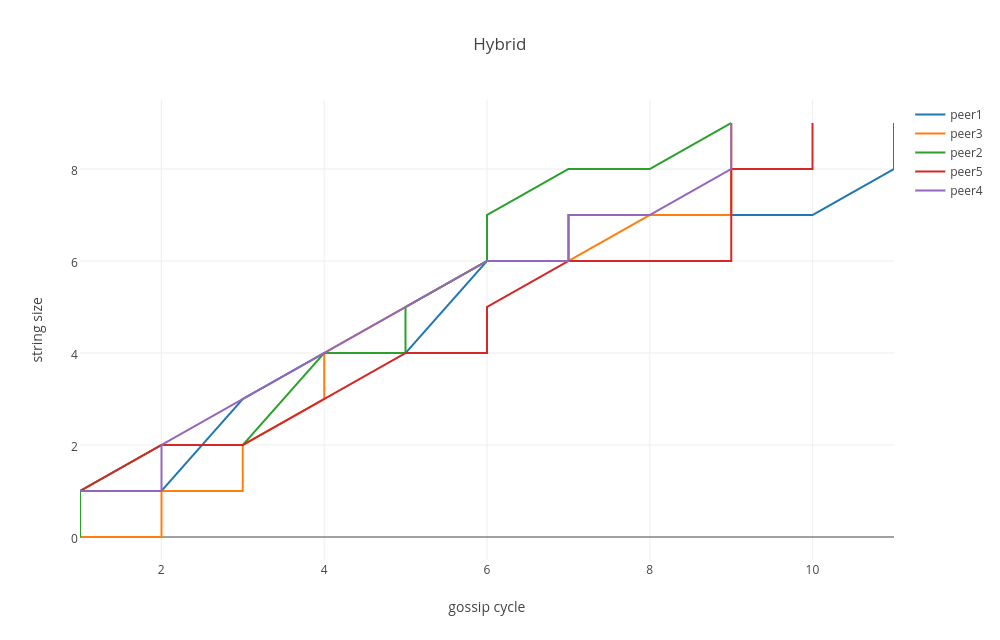 Hybrid
peer1
peer3
peer2
peer5
peer4
string size
8
6
4
2
0
2 4 6 8 10
gossip cycle